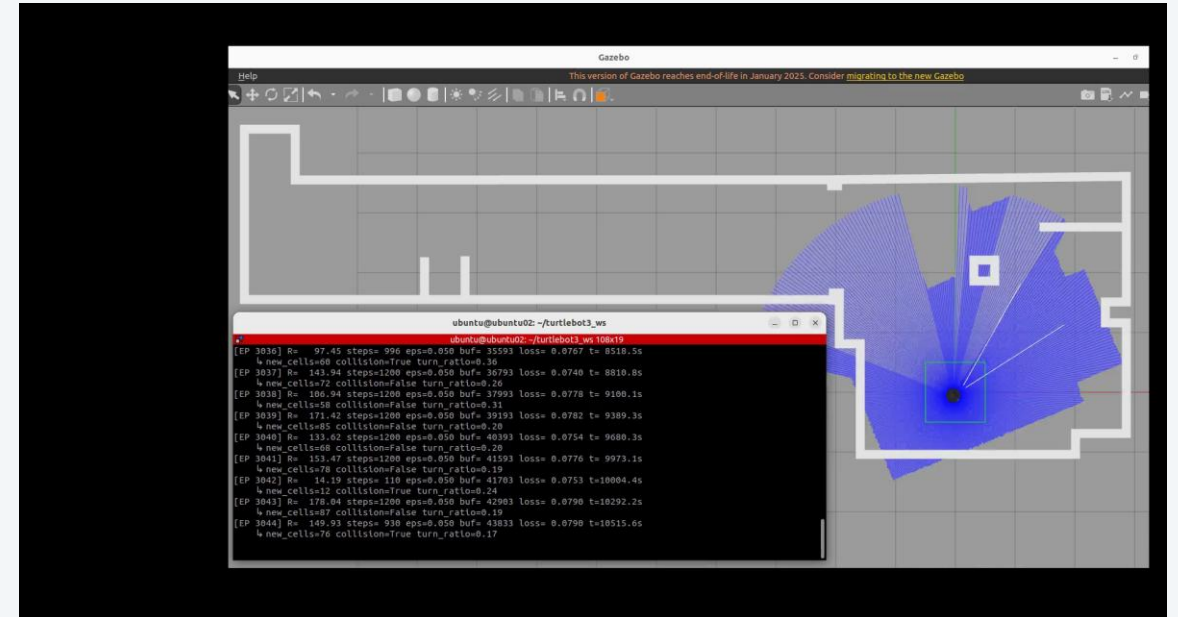 Gazebo
Help
This version of Gazebo reaches end-of-life in January 2025. Consider migrating to the new Gazebo
ubuntu@ubuntu02: ~/turtlebot3_ws
ubuntu@ubuntu02: ~/turtlebot3_ws 108x19
[EP 3036] R= 97.45 steps= 996 eps=0.050 buf= 35593 loss= 0.0767 t= 8518.5s
↳ new_cells=60 collision=True turn_ratio=0.36
[EP 3037] R= 143.94 steps=1200 eps=0.050 buf= 36793 loss= 0.0740 t= 8810.8s
↳ new_cells=72 collision=False turn_ratio=0.26
[EP 3038] R= 106.94 steps=1200 eps=0.050 buf= 37993 loss= 0.0778 t= 9100.1s
↳ new_cells=58 collision=False turn_ratio=0.31
[EP 3039] R= 171.42 steps=1200 eps=0.050 buf= 39193 loss= 0.0782 t= 9389.3s
↳ new_cells=85 collision=False turn_ratio=0.20
[EP 3040] R= 133.62 steps=1200 eps=0.050 buf= 40393 loss= 0.0754 t= 9680.3s
↳ new_cells=68 collision=False turn_ratio=0.20
[EP 3041] R= 153.47 steps=1200 eps=0.050 buf= 41593 loss= 0.0776 t= 9973.1s
↳ new_cells=78 collision=False turn_ratio=0.19
[EP 3042] R= 14.19 steps= 110 eps=0.050 buf= 41703 loss= 0.0753 t=10004.4s
↳ new_cells=12 collision=True turn_ratio=0.24
[EP 3043] R= 178.04 steps=1200 eps=0.050 buf= 42903 loss= 0.0790 t=10292.2s
↳ new_cells=87 collision=False turn_ratio=0.19
[EP 3044] R= 149.93 steps= 930 eps=0.050 buf= 43833 loss= 0.0790 t=10515.6s
↳ new_cells=76 collision=True turn_ratio=0.17